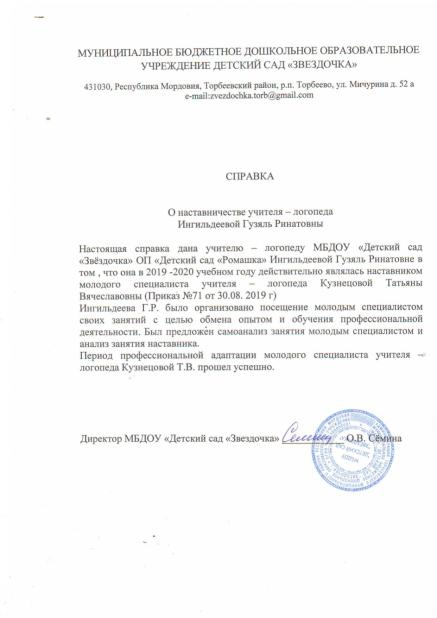 МУНИЦИПАЛЬНОЕ БЮДЖЕТНОЕ ДОШКОЛЬНОЕ ОБРАЗОВАТЕЛЬНОЕ
УЧРЕЖДЕНИЕ ДЕТСКИЙ САД «ЗВЕЗДОЧКА»
431030, Республика Мордовия, Торбеевский район, р.п. Торбеево, ул. Мичурина д. 52 а
e-mail:zvezdochka.torb@gmail.com
СПРАВКА
О наставничестве учителя – логопеда
Ингильдеевой Гузяль Ринатовны
Настоящая справка дана учителю – логопеду МБДОУ «Детский сад
«Звёздочка» ОП «Детский сад «Ромашка» Ингильдеевой Гузяль Ринатовне в
том , что она в 2019 -2020 учебном году действительно являлась наставником
молодого специалиста учителя – логопеда Кузнецовой Татьяны
Вячеславовны (Приказ №71 от 30.08. 2019 г)
Ингильдеева Г.Р. было организовано посещение молодым специалистом
своих занятий с целью обмена опытом и обучения профессиональной
деятельности. Был предложен самоанализ занятия молодым специалистом и
анализ занятия наставника.
Период профессиональной адаптации молодого специалиста учителя –
логопеда Кузнецовой Т.В. прошел успешно.
Директор МБДОУ «Детский сад «Звездочка» О.В. Сёмина